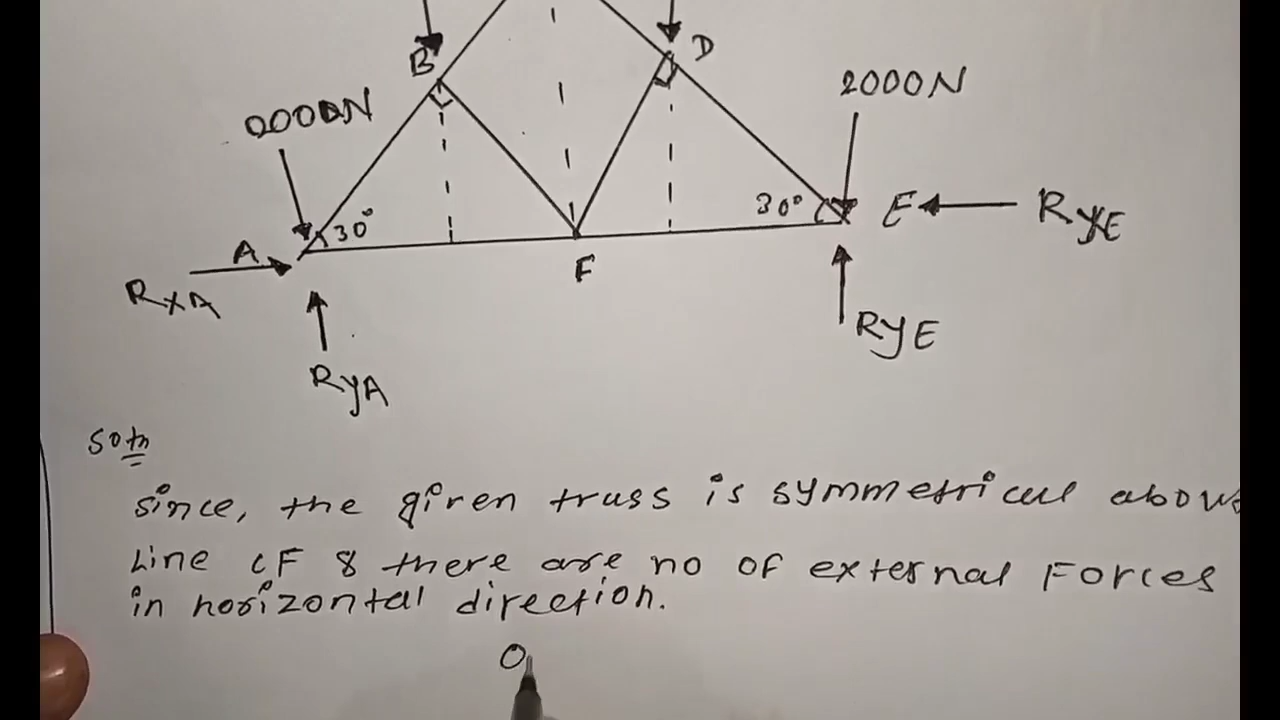 B
D
2000N
2000N
30°
30°
A
E
RyE
RxA
F
RyE
RyA
Soln
Since, the given truss is symmetrical about
Line CF & there are no of external Forces
in horizontal direction.
O